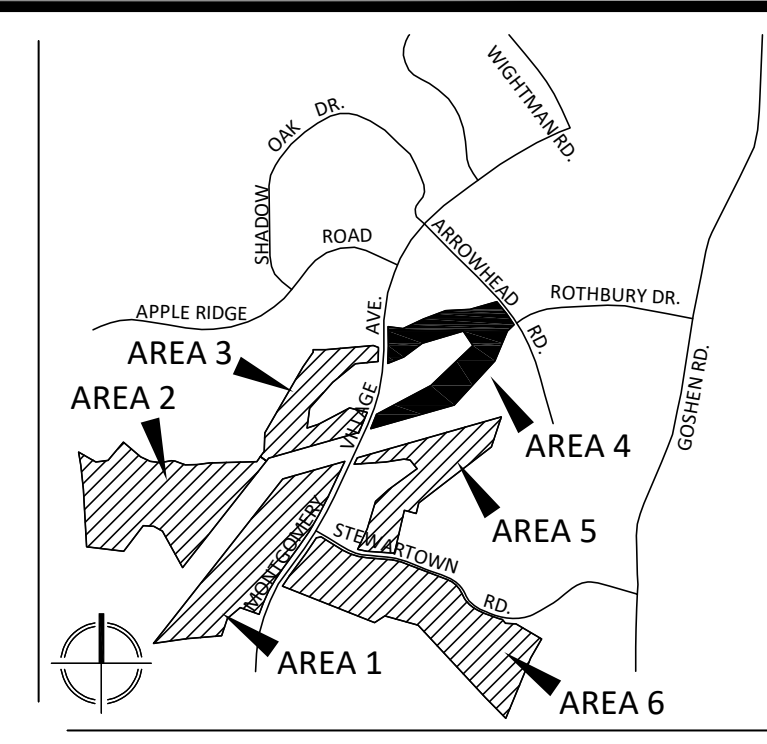 WIGHTMAN RD.
OAK DR.
SHADOW
ROAD
ARROWHEAD
RD.
ROTHBURY DR.
APPLE RIDGE
AVE.
AREA 3
GOSHEN RD.
AREA 2
VILLAGE
AREA 4
MONTGOMERY
AREA 5
STEWARTOWN
RD.
AREA 1
AREA 6